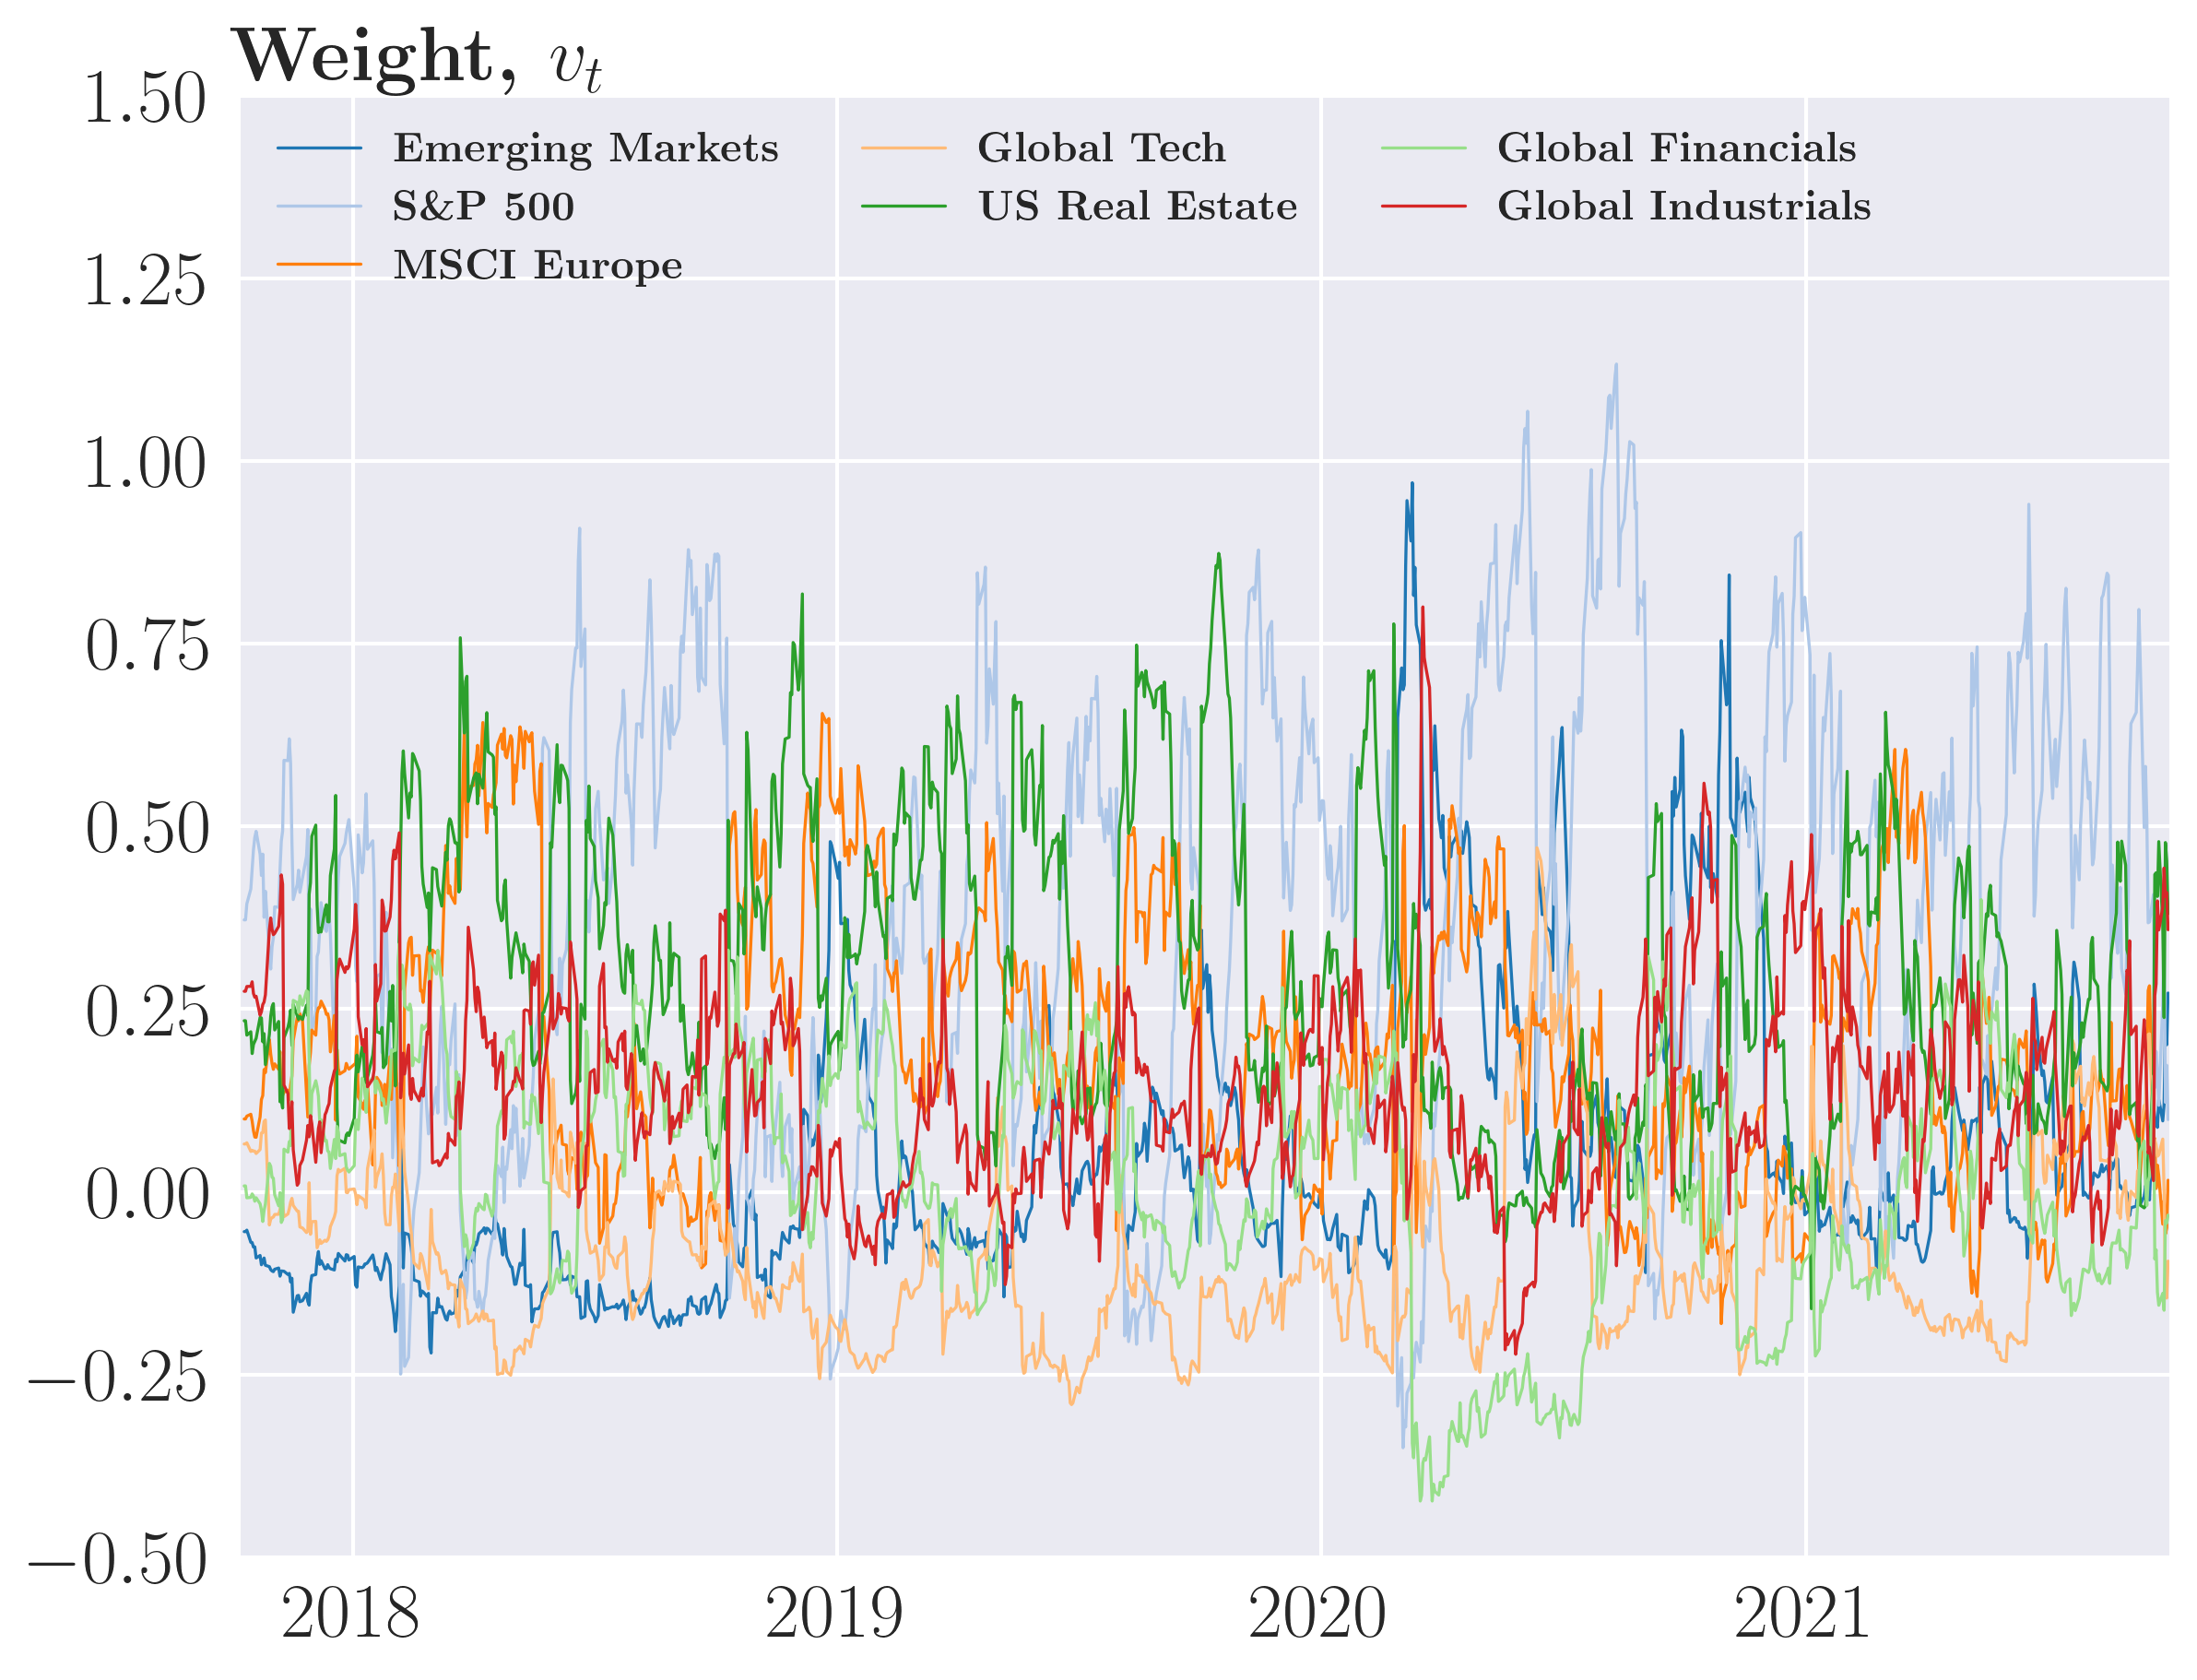 Weight, v_t
1.50
1.25
1.00
0.75
0.50
0.25
0.00
−0.25
−0.50
Emerging Markets
S&P 500
MSCI Europe
Global Tech
US Real Estate
Global Financials
Global Industrials
2018
2019
2020
2021